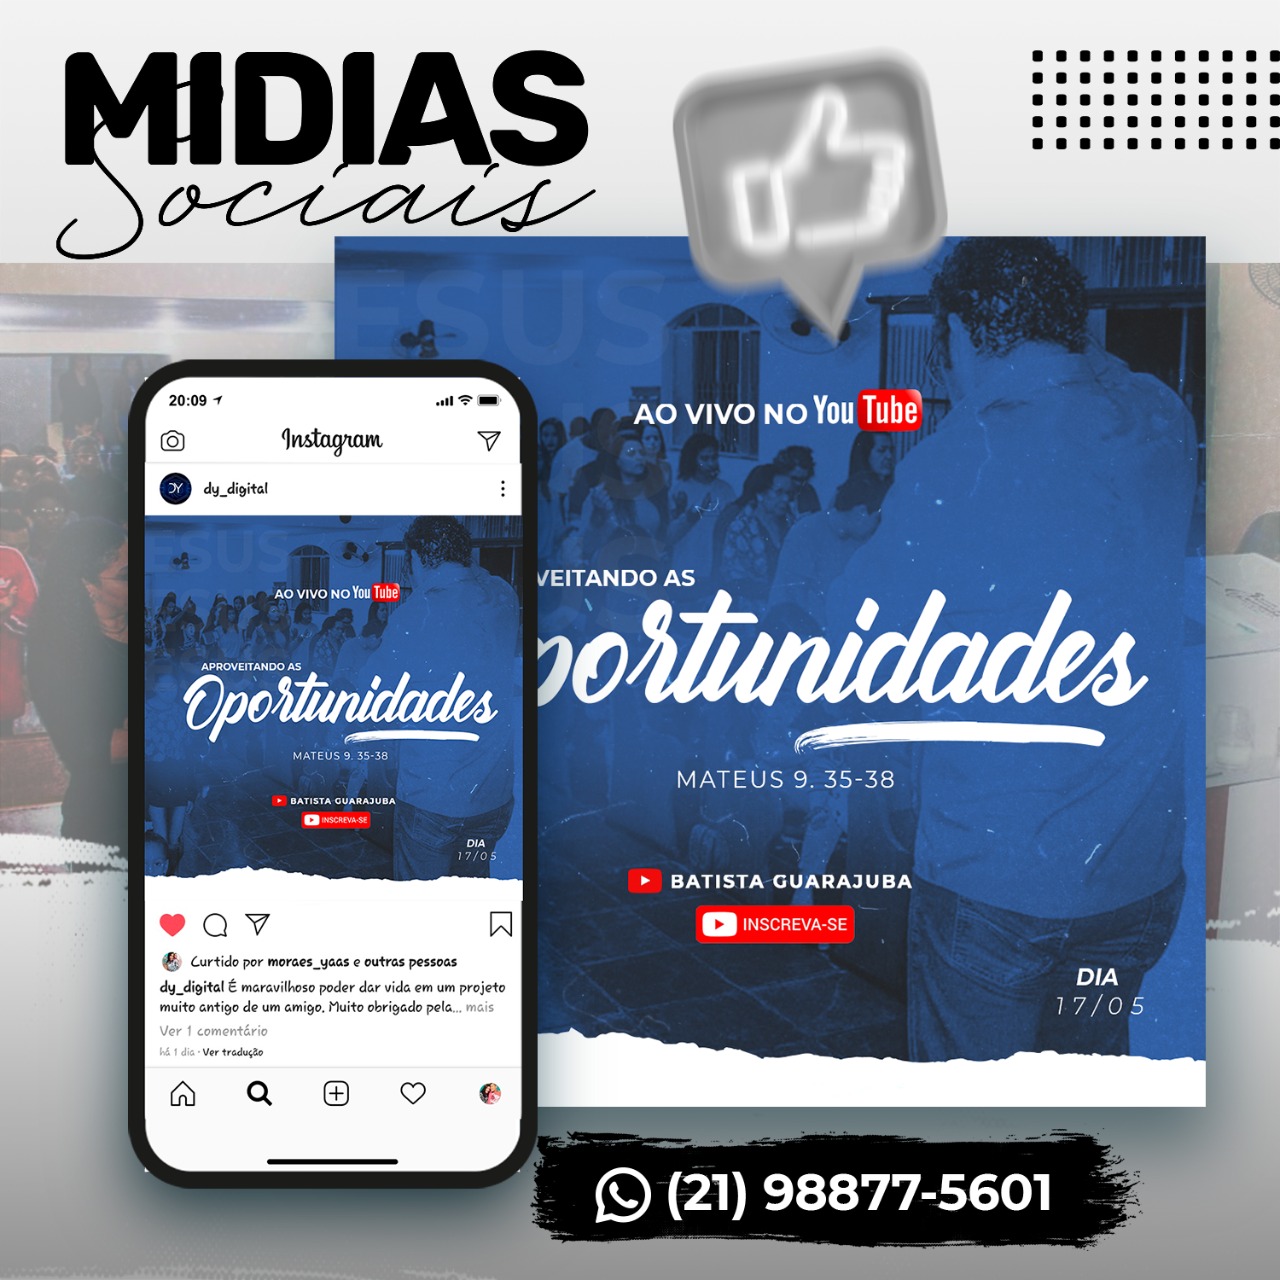 MIDIAS
Sociais
ESUS
AO VIVO NO YouTube
VEITANDO AS
portunidades
MATEUS 9. 35-38
BATISTA GUARAJUBA
INSCREVA-SE
DIA
17/05
20:09
Instagram
DY
dy_digital
ESUS
AO VIVO NO YouTube
APROVEITANDO AS
Oportunidades
MATEUS 9. 35-38
BATISTA GUARAJUBA
INSCREVA-SE
DIA
17/05
Curtido por moraes_yaas e outras pessoas
dy_digital É maravilhoso poder dar vida em um projeto
muito antigo de um amigo. Muito obrigado pela... mais
Ver 1 comentário
há 1 dia · Ver tradução
(21) 98877-5601